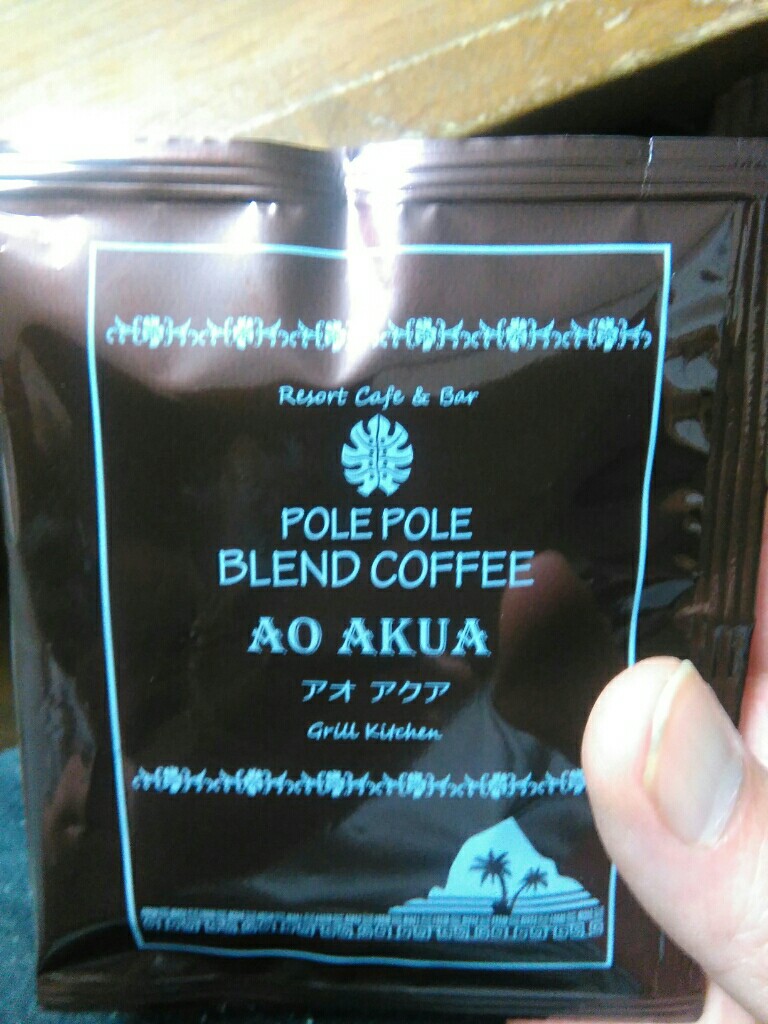 Resort Cafe & Bar
POLE POLE
BLEND COFFEE
AO AKUA
アオ アクア
Grill Kitchen